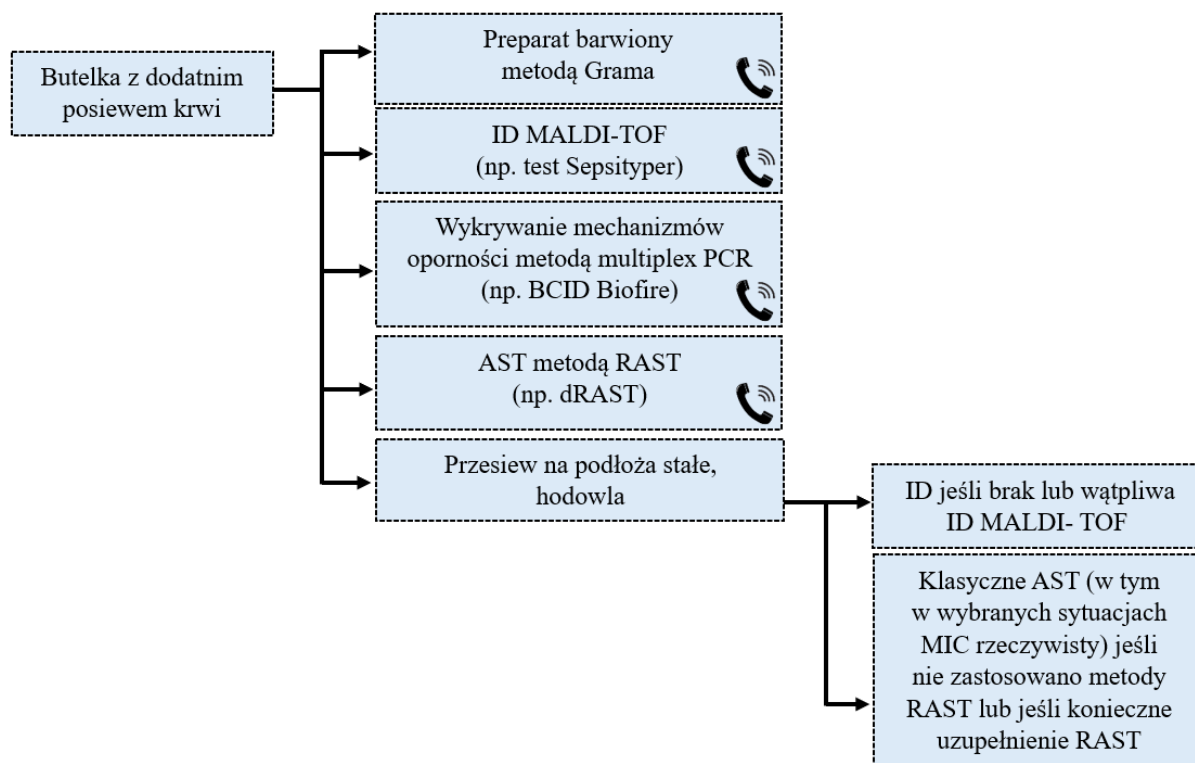 Butelka z dodatnim
posiewem krwi
Preparat barwiony
metodą Grama
ID MALDI-TOF
(np. test Sepsityper)
Wykrywanie mechanizmów
oporności metodą multiplex PCR
(np. BCID Biofire)
AST metodą RAST
(np. dRAST)
Przesiew na podłoża stałe,
hodowla
ID jeśli brak lub wątpliwa
ID MALDI- TOF
Klasyczne AST (w tym
w wybranych sytuacjach
MIC rzeczywisty) jeśli
nie zastosowano metody
RAST lub jeśli konieczne
uzupełnienie RAST